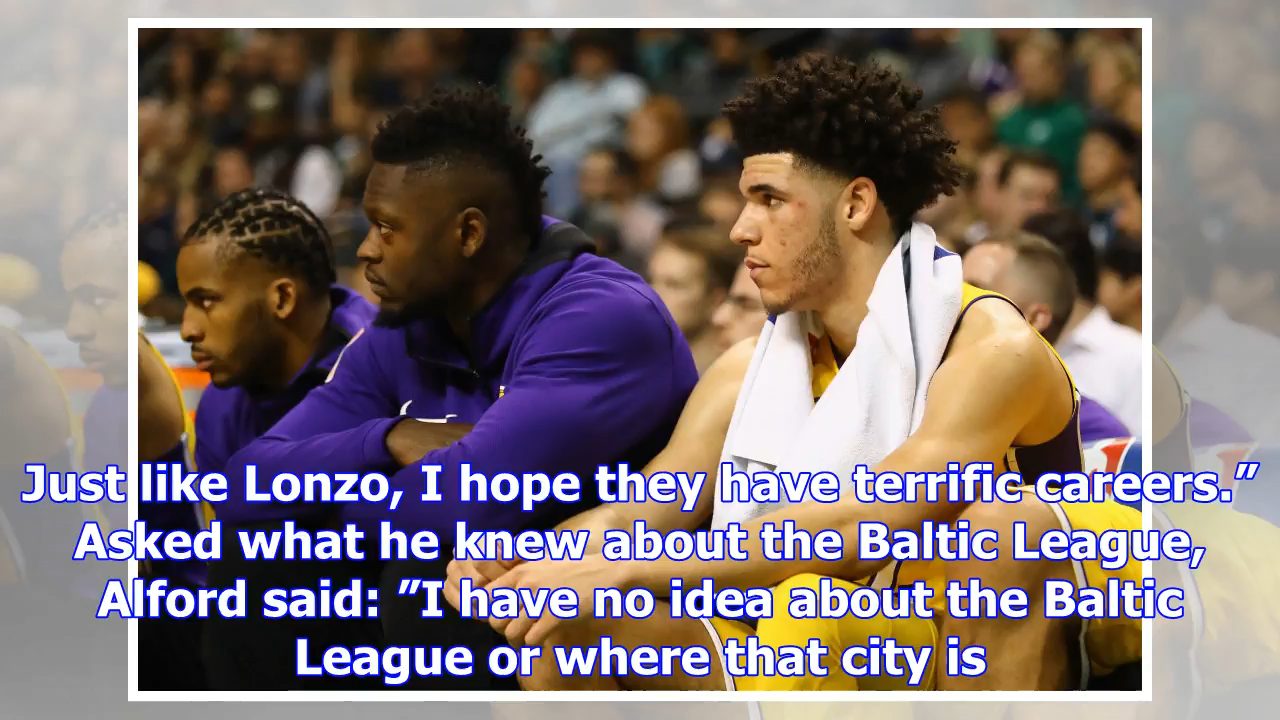 Just like Lonzo, I hope they have terrific careers.”
Asked what he knew about the Baltic League,
Alford said: ”I have no idea about the Baltic
League or where that city is